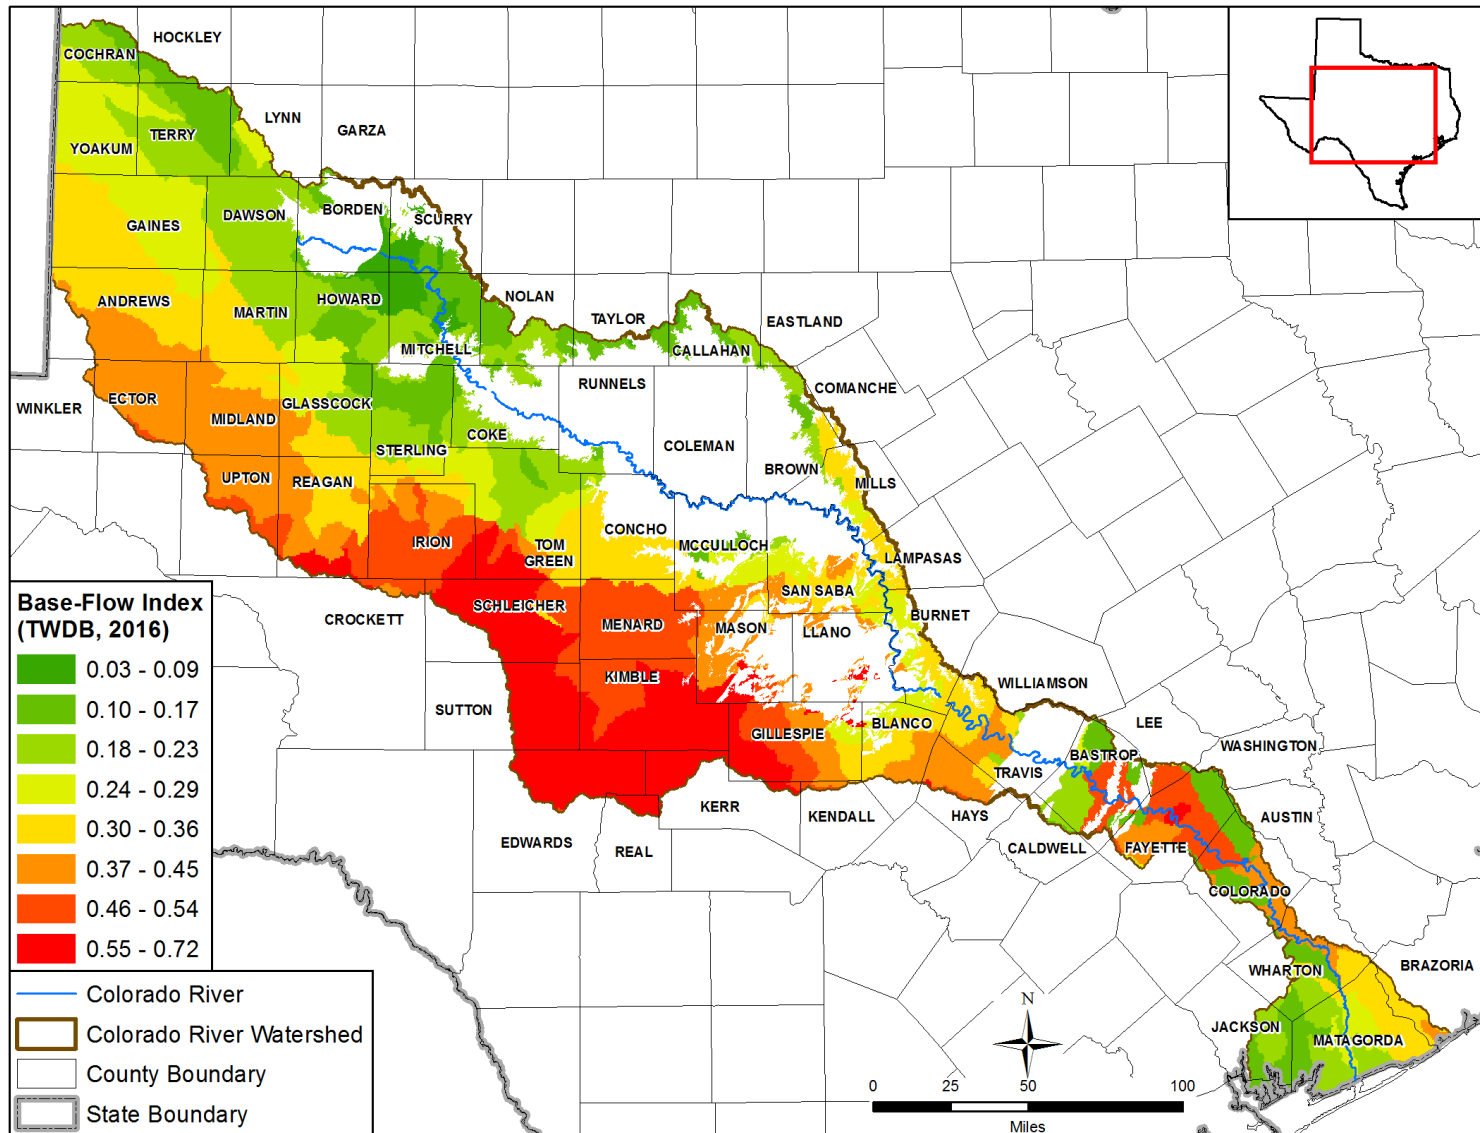 HOCKLEY
COCHRAN
LYNN
GARZA
TERRY
YOAKUM
DAWSON
BORDEN
SCURRY
GAINES
ANDREWS
MARTIN
HOWARD
NOLAN
TAYLOR
EASTLAND
MITCHELL
CALLAHAN
RUNNELS
COMANCHE
WINKLER
ECTOR
MIDLAND
GLASSCOCK
COKE
STERLING
COLEMAN
BROWN
MILLS
UPTON
REAGAN
IRION
TOM
GREEN
CONCHO
MCCULLOCH
LAMPASAS
SAN SABA
CROCKETT
SCHLEICHER
MENARD
MASON
LLANO
BURNET
KIMBLE
SUTTON
GILLESPIE
BLANCO
WILLIAMSON
LEE
WASHINGTON
BASTROP
TRAVIS
KERR
KENDALL
HAYS
CALDWELL
FAYETTE
AUSTIN
EDWARDS
REAL
COLORADO
WHARTON
BRAZORIA
JACKSON
MATAGORDA
Base-Flow Index
(TWDB, 2016)
0.03 - 0.09
0.10 - 0.17
0.18 - 0.23
0.24 - 0.29
0.30 - 0.36
0.37 - 0.45
0.46 - 0.54
0.55 - 0.72
Colorado River
Colorado River Watershed
County Boundary
State Boundary
N
0 25 50 100
Miles